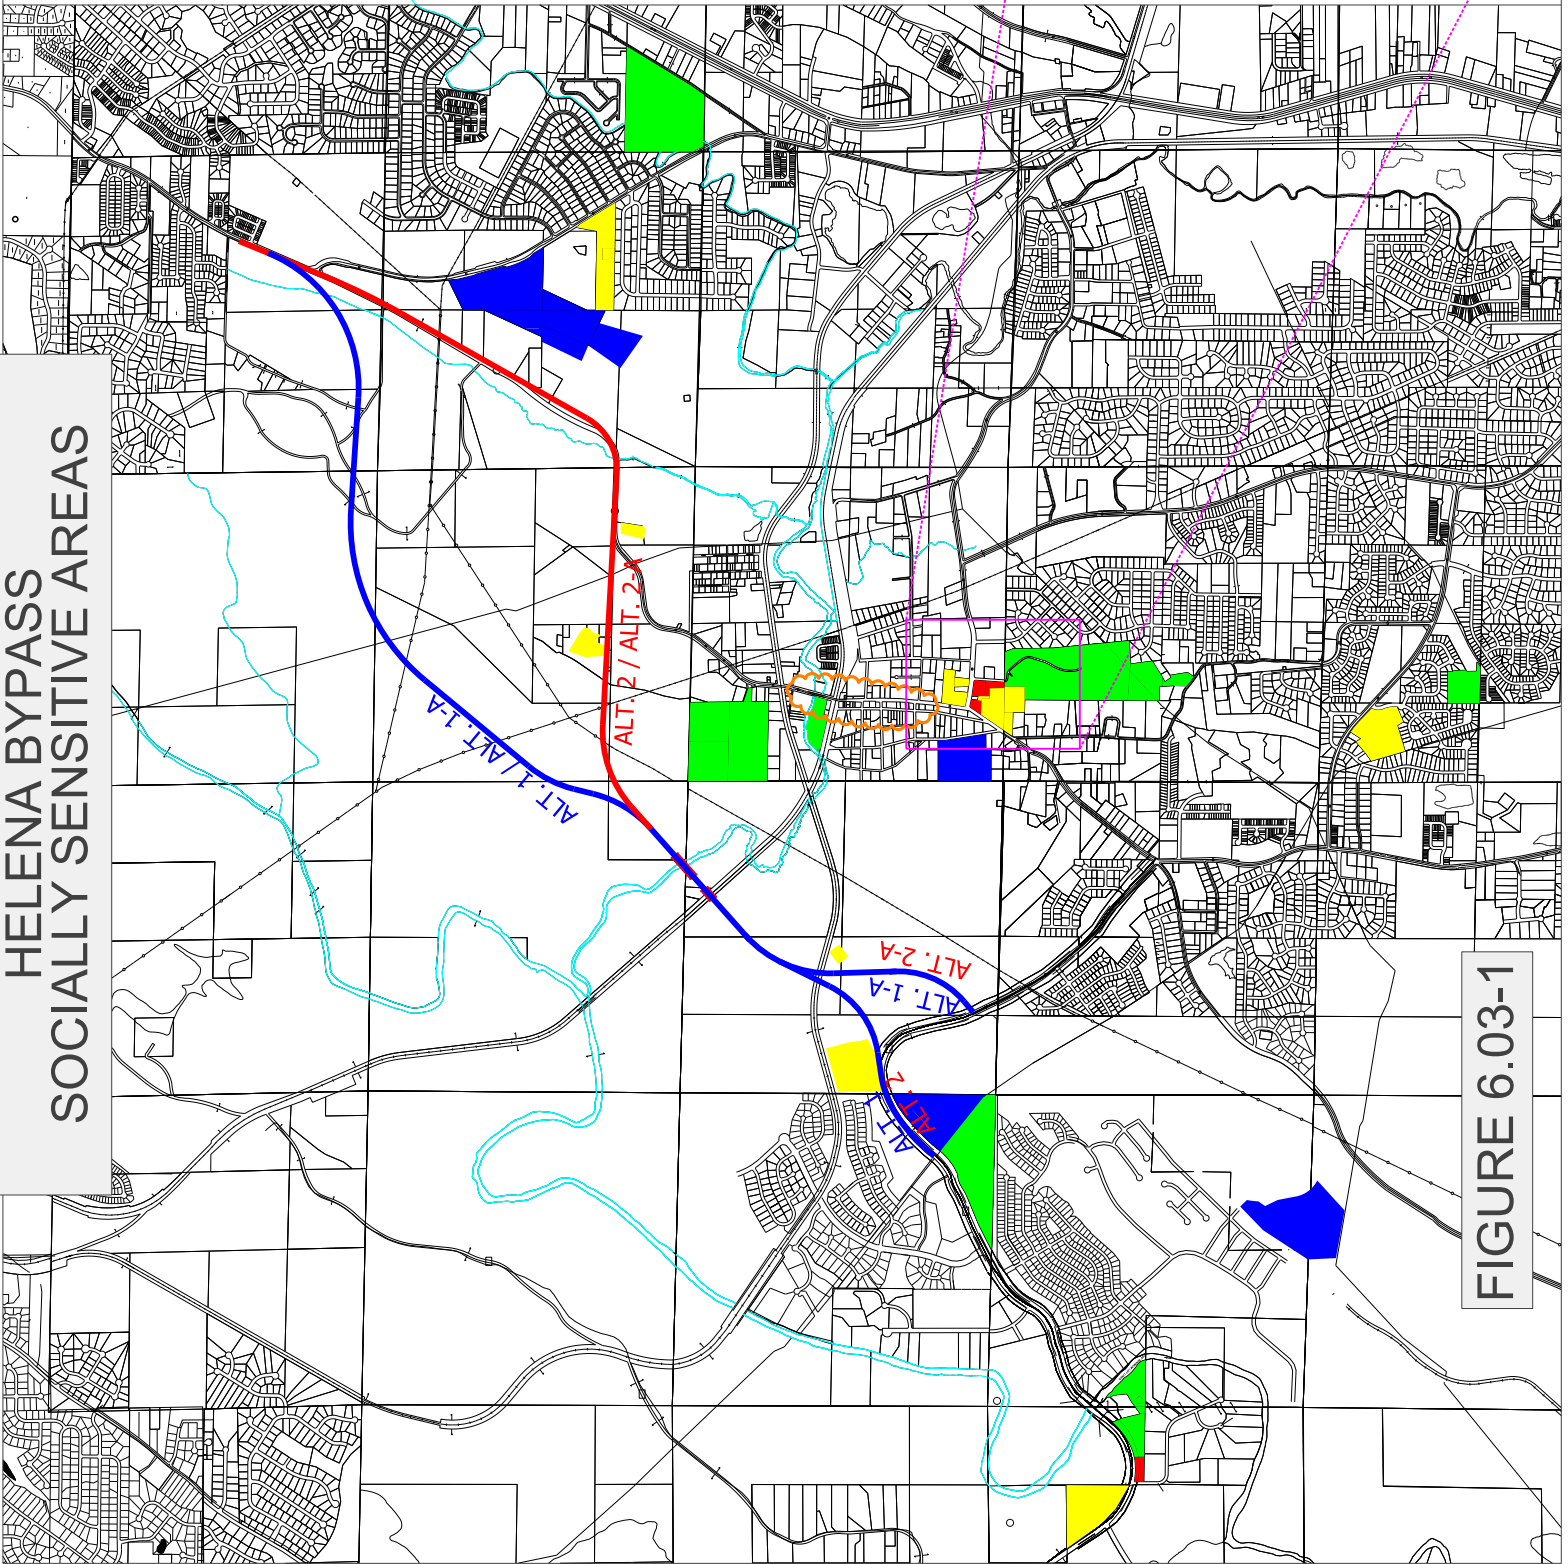 HELENA BYPASS
SOCIALLY SENSITIVE AREAS
ALT. 1 / ALT. 1-A
ALT. 2 / ALT. 2-A
ALT. 2-A
ALT. 1-A
ALT. 1
ALT. 2
FIGURE 6.03-1